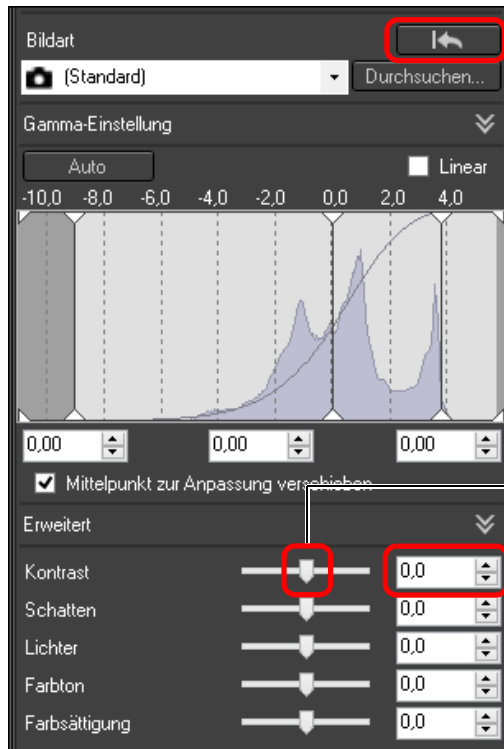 Bildart
(Standard) Durchsuchen...
Gamma-Einstellung
Auto Linear
-10,0 -8,0 -6,0 -4,0 -2,0 0,0 2,0 4,0
0,00 0,00 0,00
Mittelpunkt zur Anpassung verschieben
Erweitert
Kontrast 0,0
Schatten 0,0
Lichter 0,0
Farbton 0,0
Farbsättigung 0,0